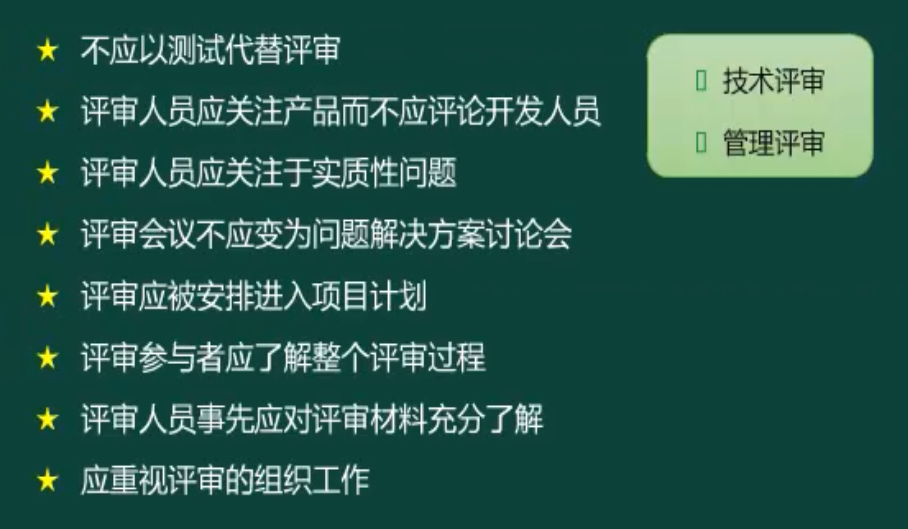 ★ 不应以测试代替评审
★ 评审人员应关注产品而不应评论开发人员
★ 评审人员应关注于实质性问题
★ 评审会议不应变为问题解决方案讨论会
★ 评审应被安排进入项目计划
★ 评审参与者应了解整个评审过程
★ 评审人员事先应对评审材料充分了解
★ 应重视评审的组织工作
技术评审
管理评审